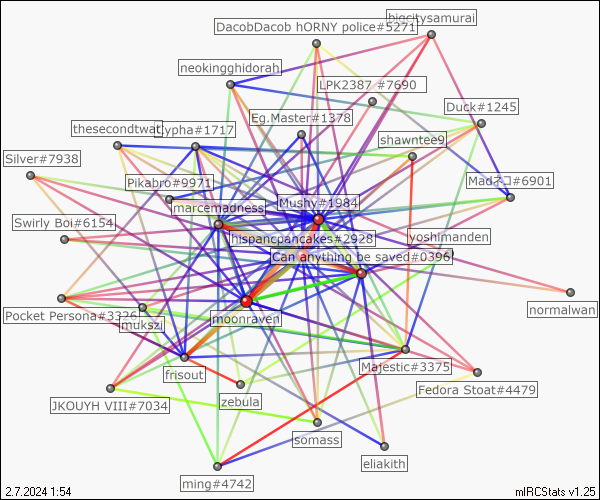 bigcitysamurai
DacobDacob hORNY police#5271
neokingghidorah
LPK2387 #7690
Duck#1245
Eg.Master#1378
thesecondtwat
Lypha#1717
shawntee9
Silver#7938
Pikabro#9971
Madネコ#6901
Mushy#1984
marcemadness
Swirly Boi#6154
hispancpancakes#2928
yoshimanden
Can anything be saved#0396
normalwan
Pocket Persona#3326
mukszi
moonraven
Majestic#3375
frisout
Fedora Stoat#4479
JKOUYH VIII#7034
zebula
somass
eliakith
ming#4742
2.7.2024 1:54
mIRCStats v1.25